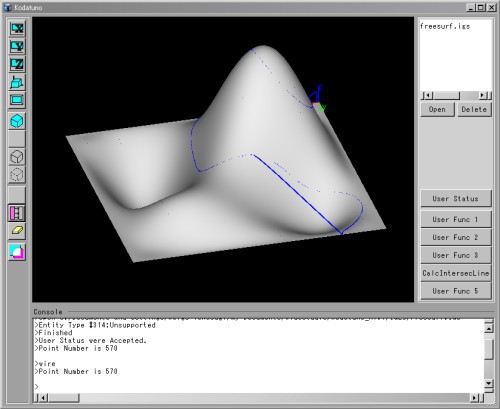 Kodatuno
freesurf.igs
Open
Delete
User Status
User Func 1
User Func 2
User Func 3
CalcIntersecLine
User Func 5
Console
>Entity Type #314:Unsupported
>Finished
>User Status were Accepted.
>Point Number is 570
>wire
>Point Number is 570
>